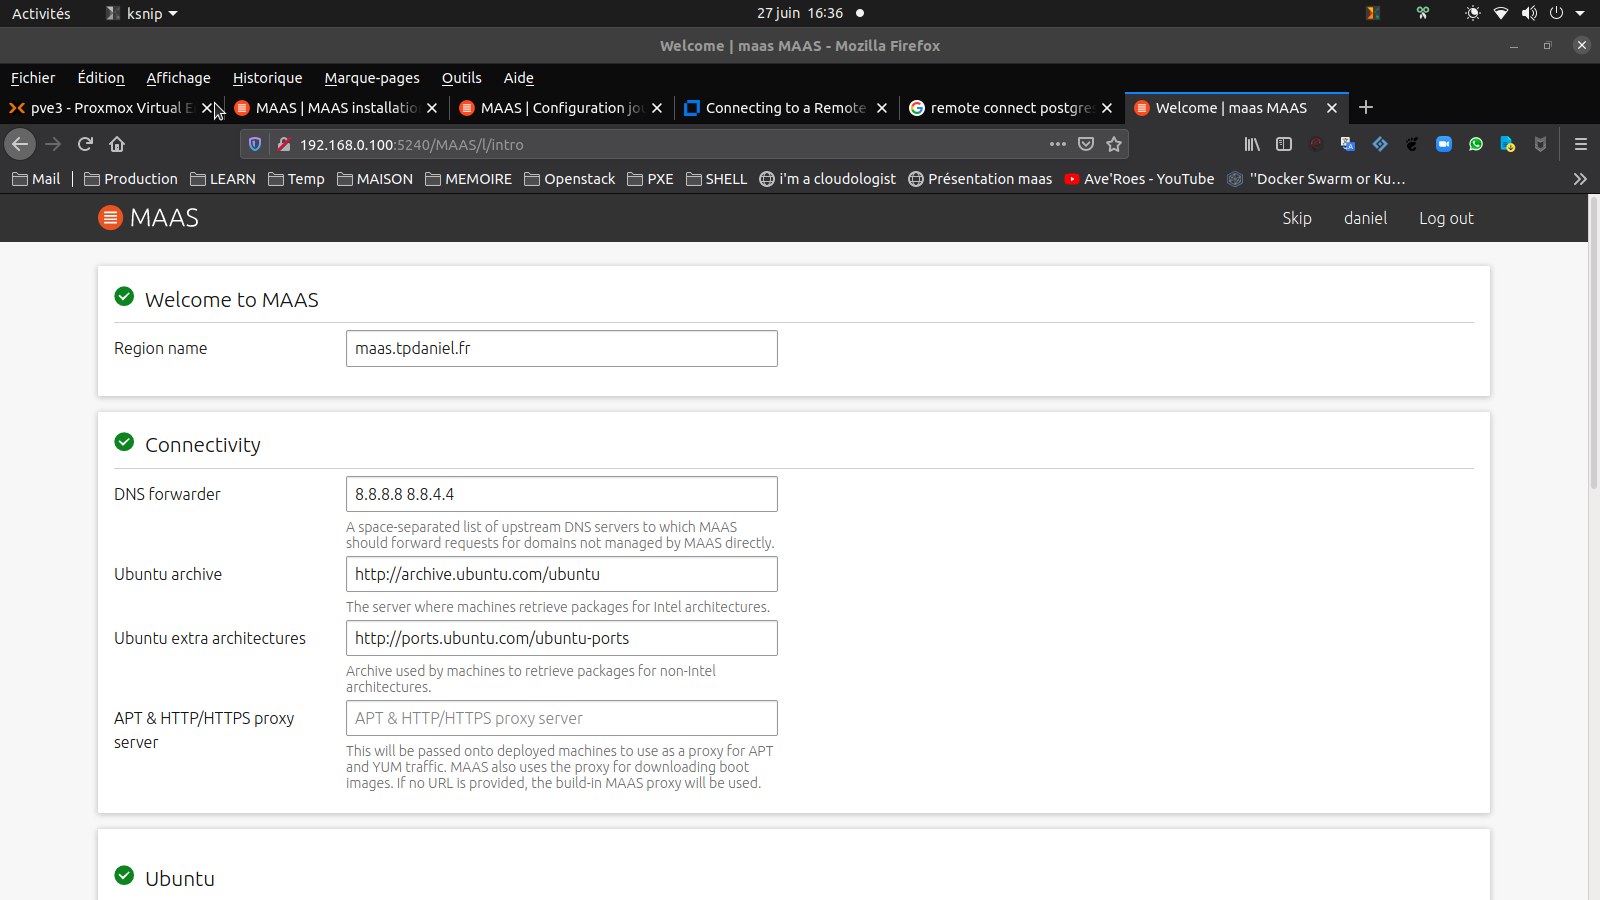 Activités ksnip 27 juin 16:36
Welcome | maas MAAS - Mozilla Firefox
Fichier Édition Affichage Historique Marque-pages Outils Aide
pve3 - Proxmox Virtual E MAAS | MAAS installatio MAAS | Configuration jou Connecting to a Remote remote connect postgre Welcome | maas MAAS
192.168.0.100:5240/MAAS/l/intro
Mail Production LEARN Temp MAISON MEMOIRE Openstack PXE SHELL i'm a cloudologist Présentation maas Ave'Roes - YouTube "Docker Swarm or Ku…
MAAS Skip daniel Log out
Welcome to MAAS
Region name maas.tpdaniel.fr
Connectivity
DNS forwarder 8.8.8.8 8.8.4.4
A space-separated list of upstream DNS servers to which MAAS
should forward requests for domains not managed by MAAS directly.
Ubuntu archive http://archive.ubuntu.com/ubuntu
The server where machines retrieve packages for Intel architectures.
Ubuntu extra architectures http://ports.ubuntu.com/ubuntu-ports
Archive used by machines to retrieve packages for non-Intel
architectures.
APT & HTTP/HTTPS proxy APT & HTTP/HTTPS proxy server
server
This will be passed onto deployed machines to use as a proxy for APT
and YUM traffic. MAAS also uses the proxy for downloading boot
images. If no URL is provided, the build-in MAAS proxy will be used.
Ubuntu